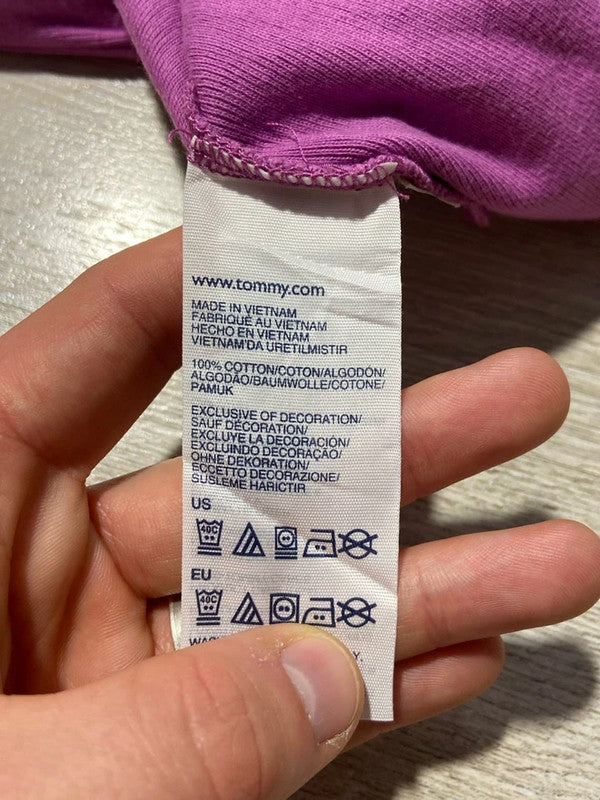 www.tommy.com
MADE IN VIETNAM
FABRIQUÉ AU VIETNAM
HECHO EN VIETNAM
VIETNAM'DA URETILMISTIR
100% COTTON/COTON/ALGODÓN/
ALGODÃO/BAUMWOLLE/COTONE/
PAMUK
EXCLUSIVE OF DECORATION/
SAUF DÉCORATION/
EXCLUYE LA DECORACIÓN/
EXCLUINDO DECORAÇÃO/
OHNE DEKORATION/
ECCETTO DECORAZIONE/
SUSLEME HARICTIR
US
40C
EU
40C